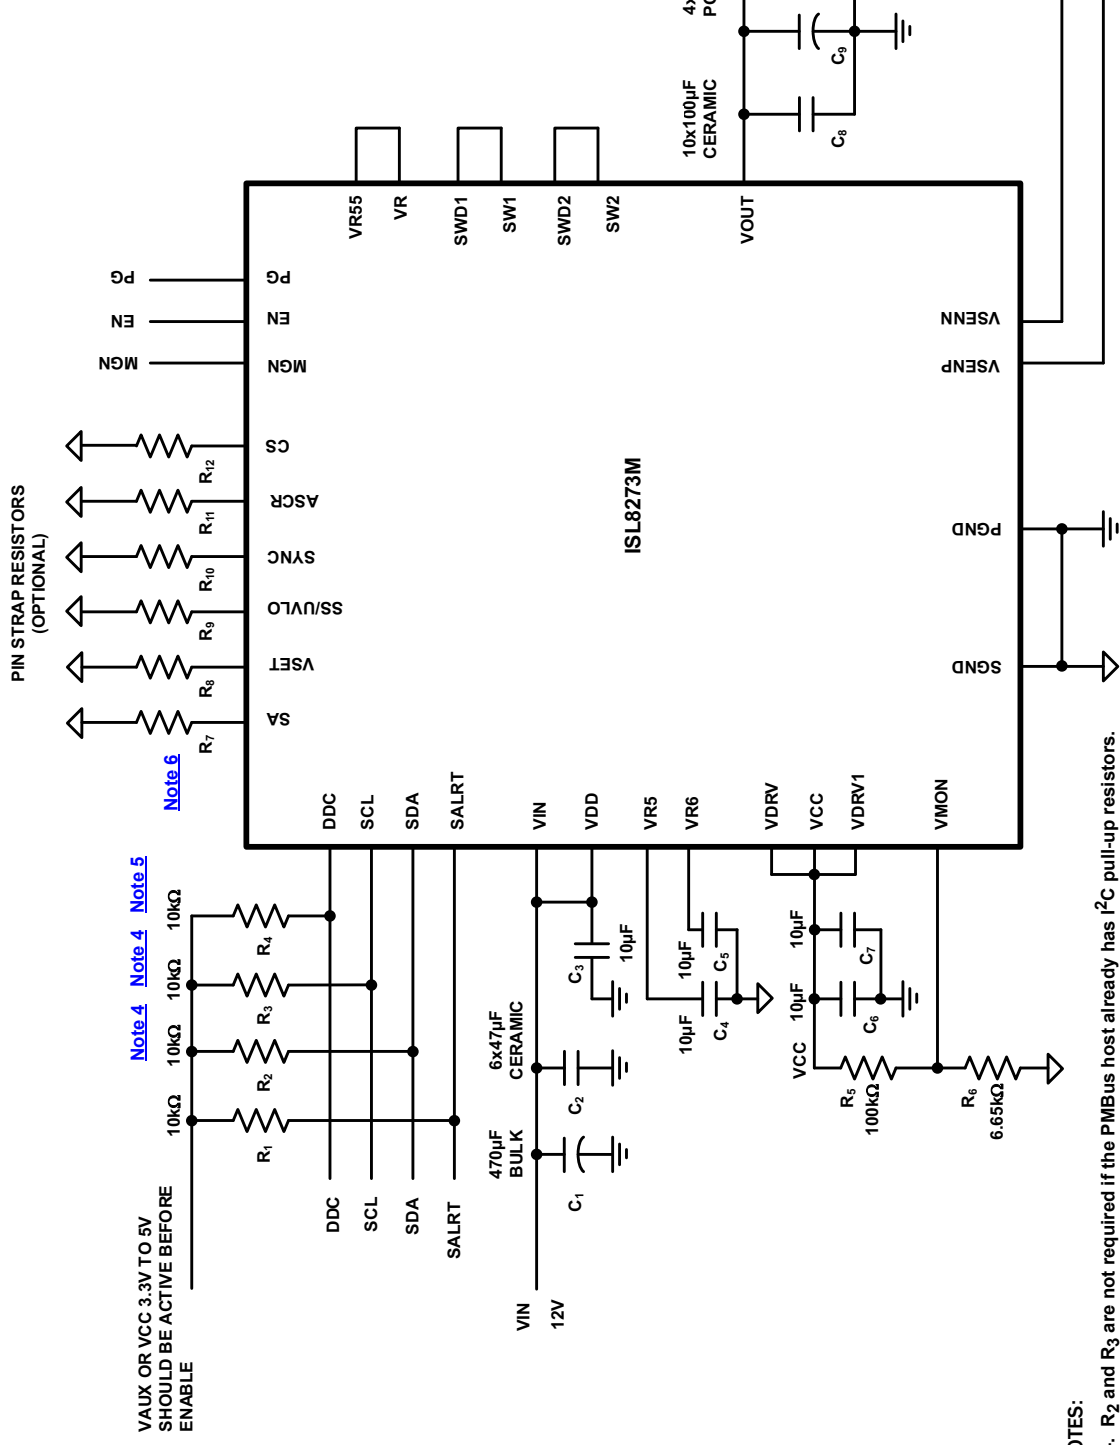 PIN STRAP RESISTORS
(OPTIONAL)
MGN
EN
PG
Note 6
R7
R8
R9
R10
R11
R12
SA
VSET
SS/UVLO
SYNC
ASCR
CS
MGN
EN
PG
VAUX OR VCC 3.3V TO 5V
SHOULD BE ACTIVE BEFORE
ENABLE
Note 4
Note 4
Note 5
10kΩ
10kΩ
10kΩ
10kΩ
R1
R2
R3
R4
DDC
SCL
SDA
SALRT
DDC
SCL
SDA
SALRT
VIN
12V
470µF
BULK
6x47µF
CERAMIC
C1
C2
C3
10µF
VIN
VDD
VR5
VR6
10µF
10µF
C4
C5
VDRV
VCC
VDRV1
VMON
VCC
10µF
10µF
C6
C7
R5
100kΩ
R6
6.65kΩ
ISL8273M
VR55
VR
SWD1
SW1
SWD2
SW2
VOUT
10x100µF
CERAMIC
C8
C9
SGND
PGND
VSENP
VSENN
R2 and R3 are not required if the PMBus host already has I2C pull-up resistors.